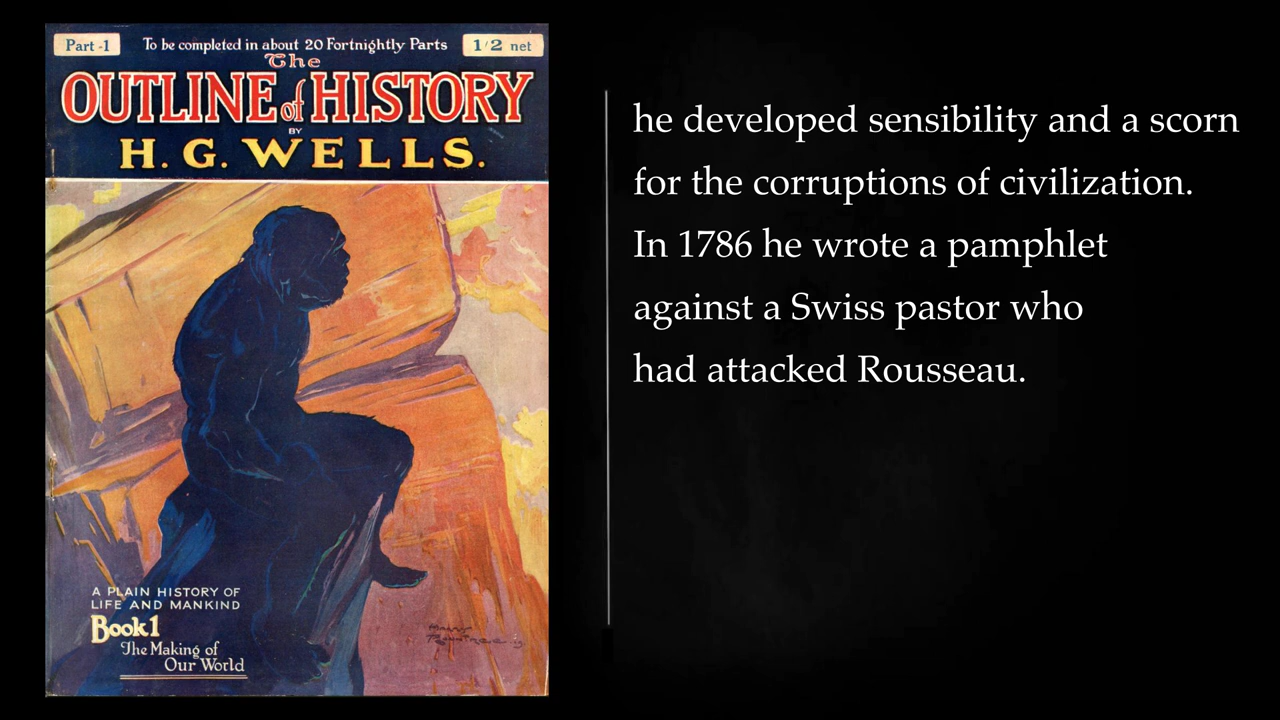 Part -1
To be completed in about 20 Fortnightly Parts
1/2 net
The
OUTLINE of HISTORY
BY
H. G. WELLS.
A PLAIN HISTORY OF
LIFE AND MANKIND
Book 1
The Making of
Our World
he developed sensibility and a scorn
for the corruptions of civilization.
In 1786 he wrote a pamphlet
against a Swiss pastor who
had attacked Rousseau.